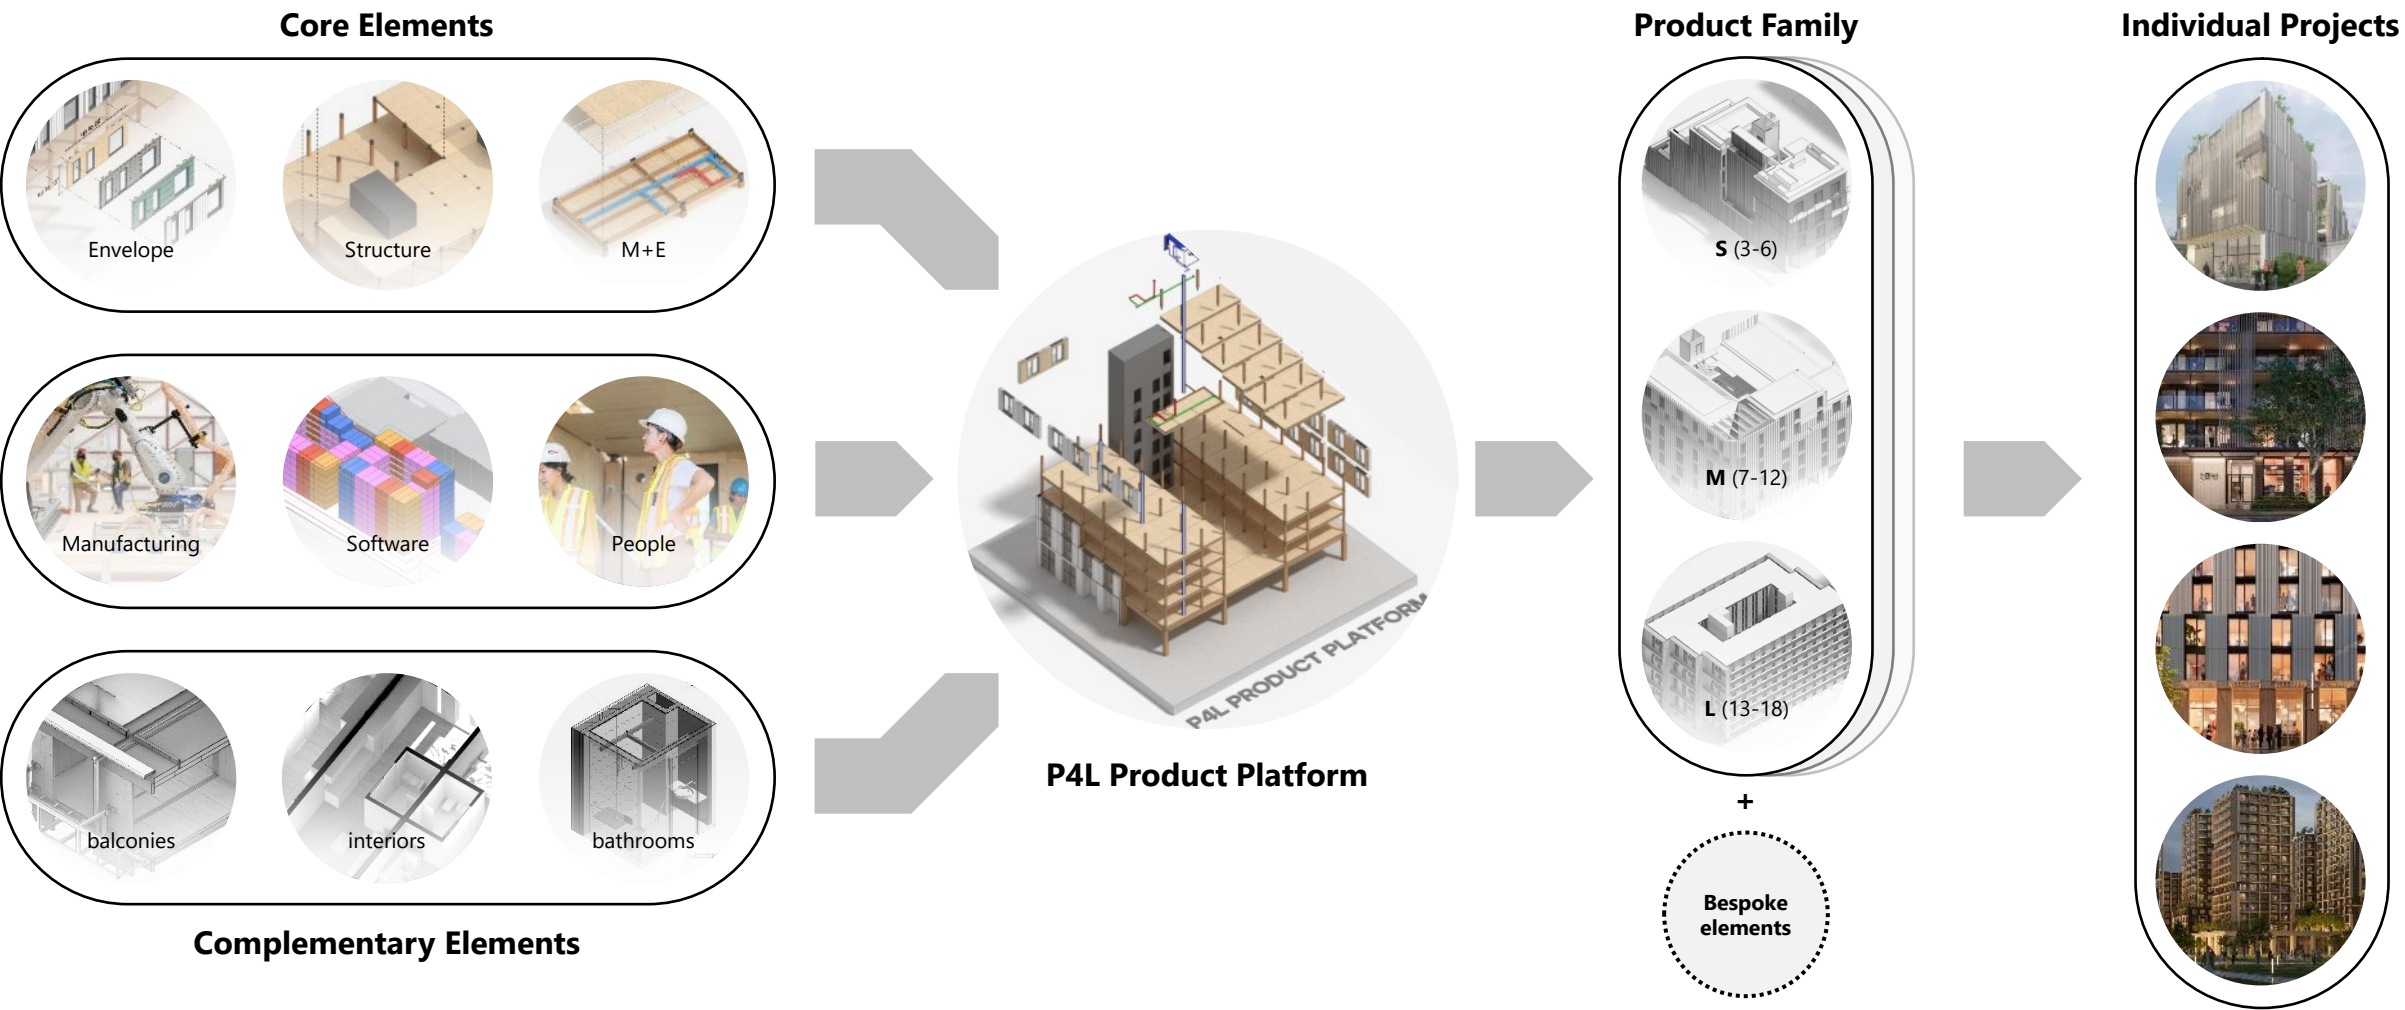 Core Elements
Product Family
Individual Projects
Envelope
Structure
M+E
Manufacturing
Software
People
balconies
interiors
bathrooms
Complementary Elements
P4L PRODUCT PLATFORM
P4L Product Platform
S (3-6)
M (7-12)
L (13-18)
+
Bespoke
elements